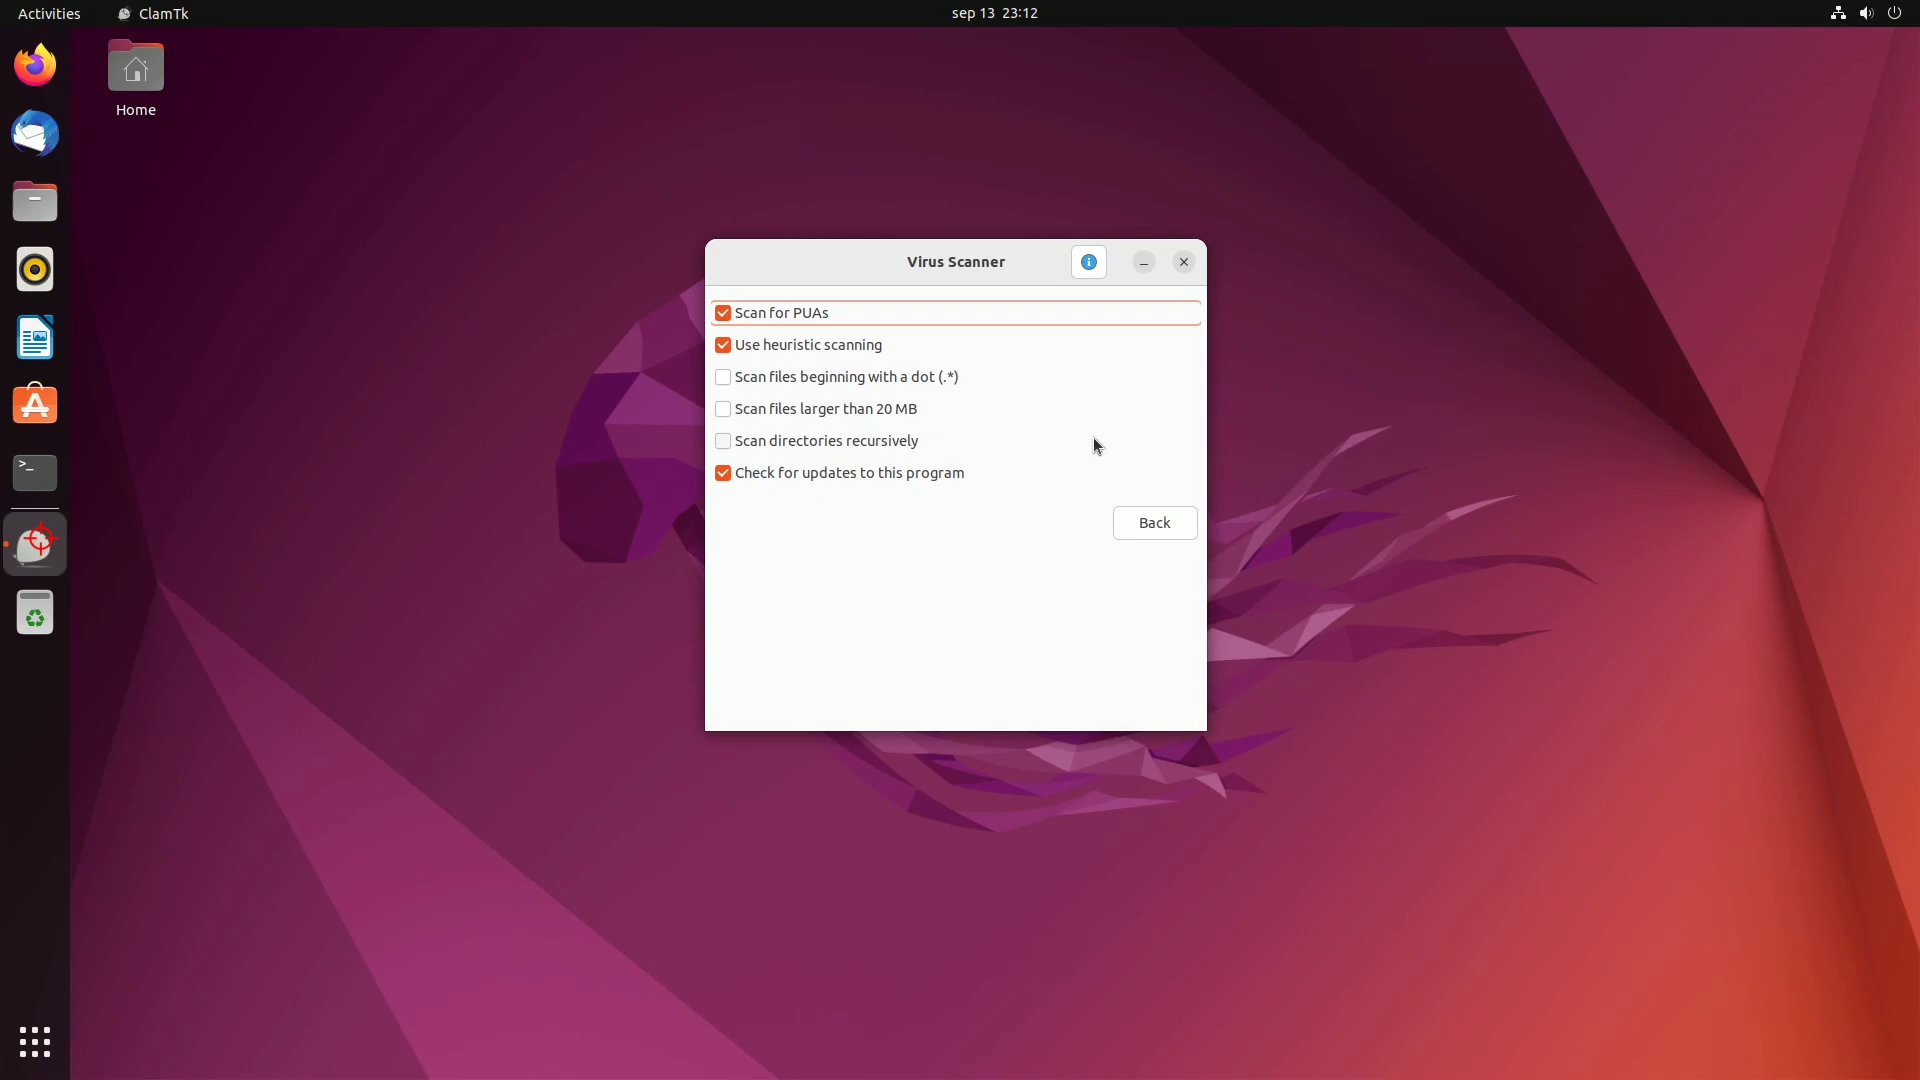 Activities
ClamTk
sep 13 23:12
Home
Virus Scanner
Scan for PUAs
Use heuristic scanning
Scan files beginning with a dot (.*)
Scan files larger than 20 MB
Scan directories recursively
Check for updates to this program
Back